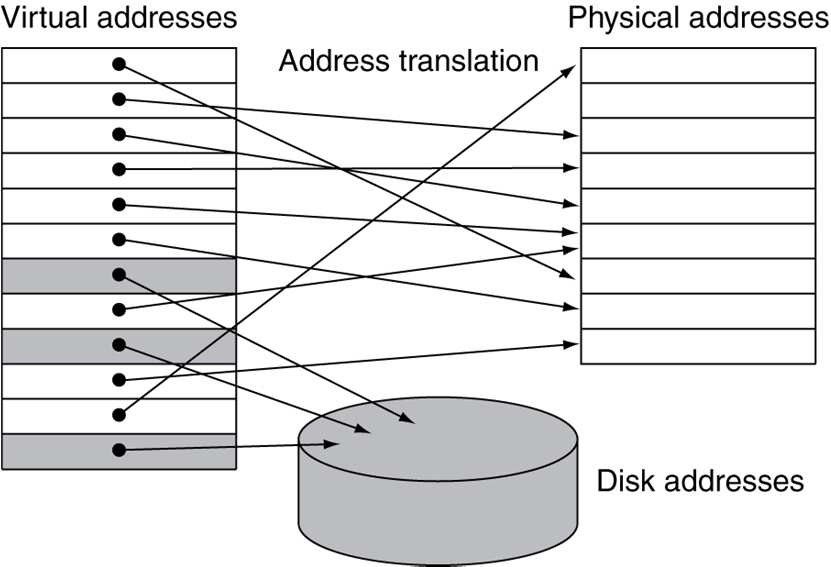 Virtual addresses
Physical addresses
Address translation
Disk addresses